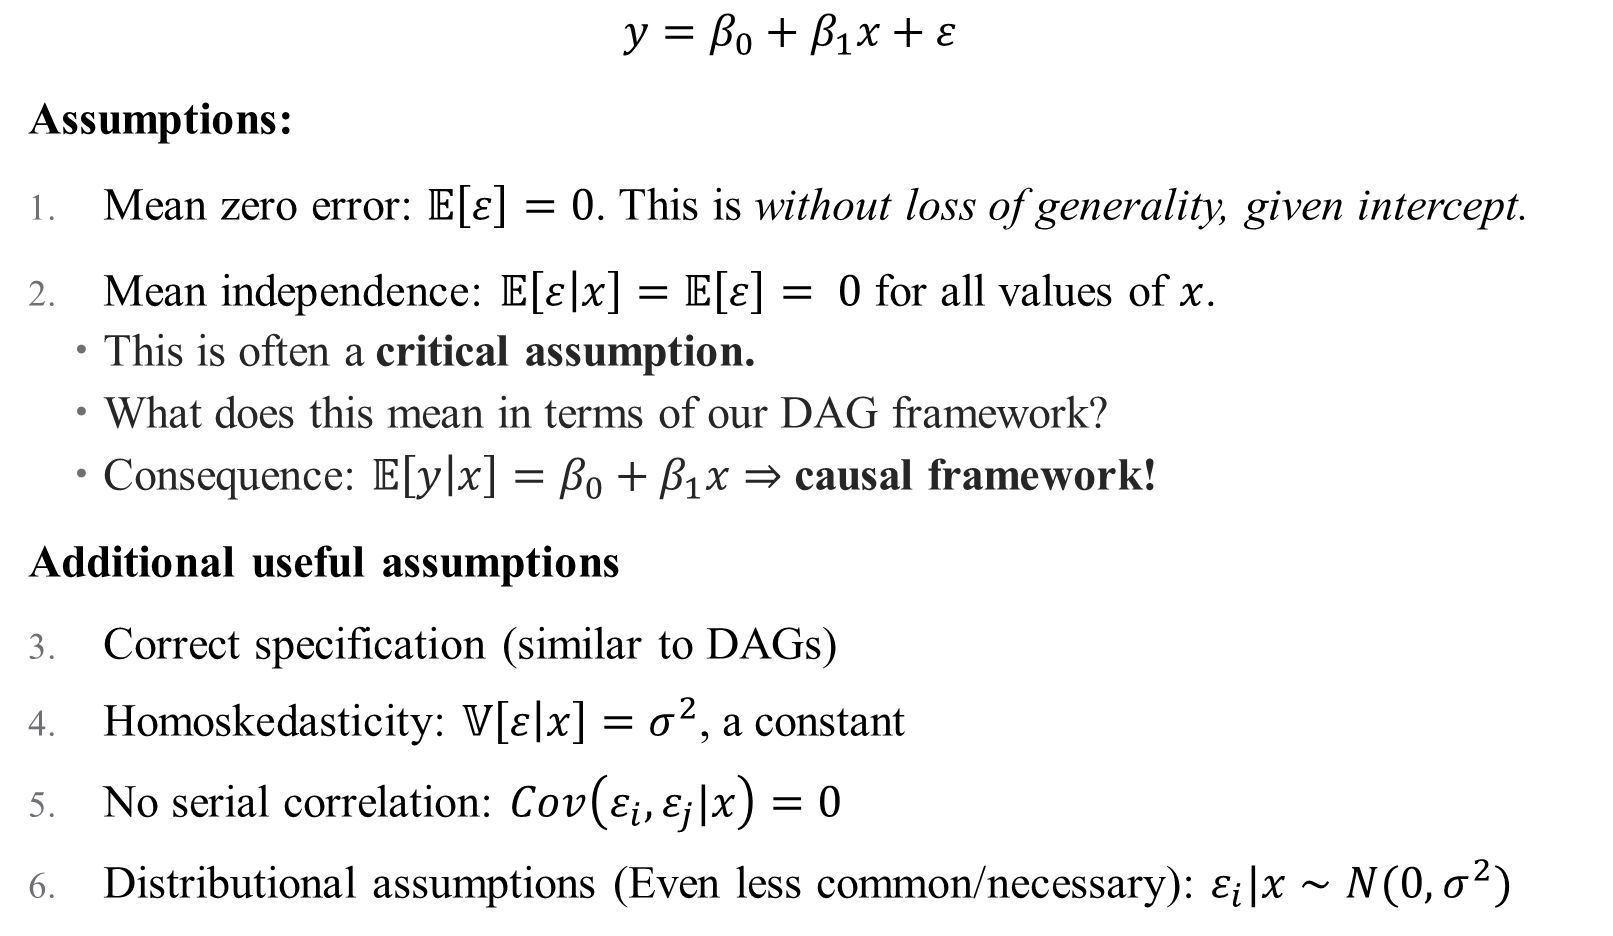 y = β₀ + β₁x + ε
Assumptions:
1. Mean zero error: 𝔼[ε] = 0. This is without loss of generality, given intercept.
2. Mean independence: 𝔼[ε|x] = 𝔼[ε] = 0 for all values of x.
• This is often a critical assumption.
• What does this mean in terms of our DAG framework?
• Consequence: 𝔼[y|x] = β₀ + β₁x ⇒ causal framework!
Additional useful assumptions
3. Correct specification (similar to DAGs)
4. Homoskedasticity: 𝕍[ε|x] = σ², a constant
5. No serial correlation: Cov(εᵢ, εⱼ|x) = 0
6. Distributional assumptions (Even less common/necessary): εᵢ|x ~ N(0, σ²)